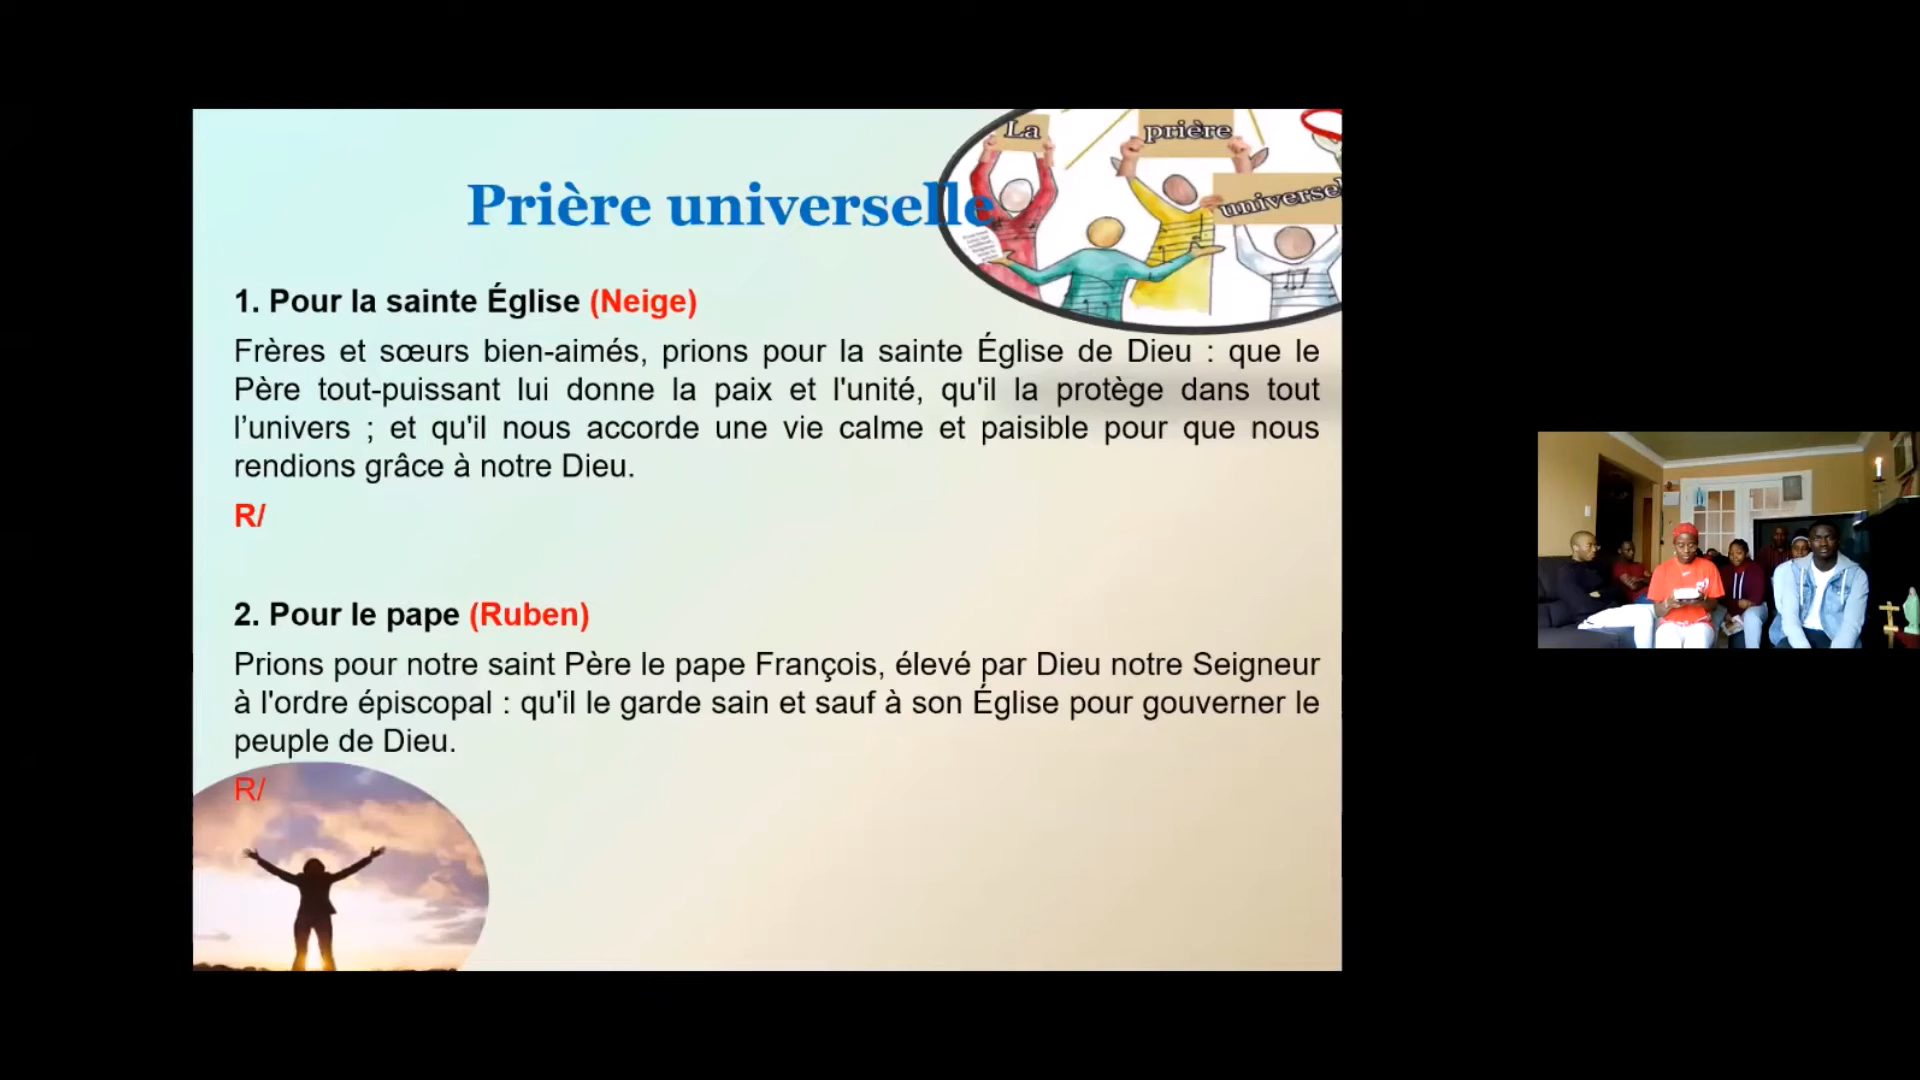 La
prière
universel
Prière universelle
1. Pour la sainte Église (Neige)
Frères et sœurs bien-aimés, prions pour la sainte Église de Dieu : que le
Père tout-puissant lui donne la paix et l'unité, qu'il la protège dans tout
l’univers ; et qu'il nous accorde une vie calme et paisible pour que nous
rendions grâce à notre Dieu.
R/
2. Pour le pape (Ruben)
Prions pour notre saint Père le pape François, élevé par Dieu notre Seigneur
à l'ordre épiscopal : qu'il le garde sain et sauf à son Église pour gouverner le
peuple de Dieu.
R/